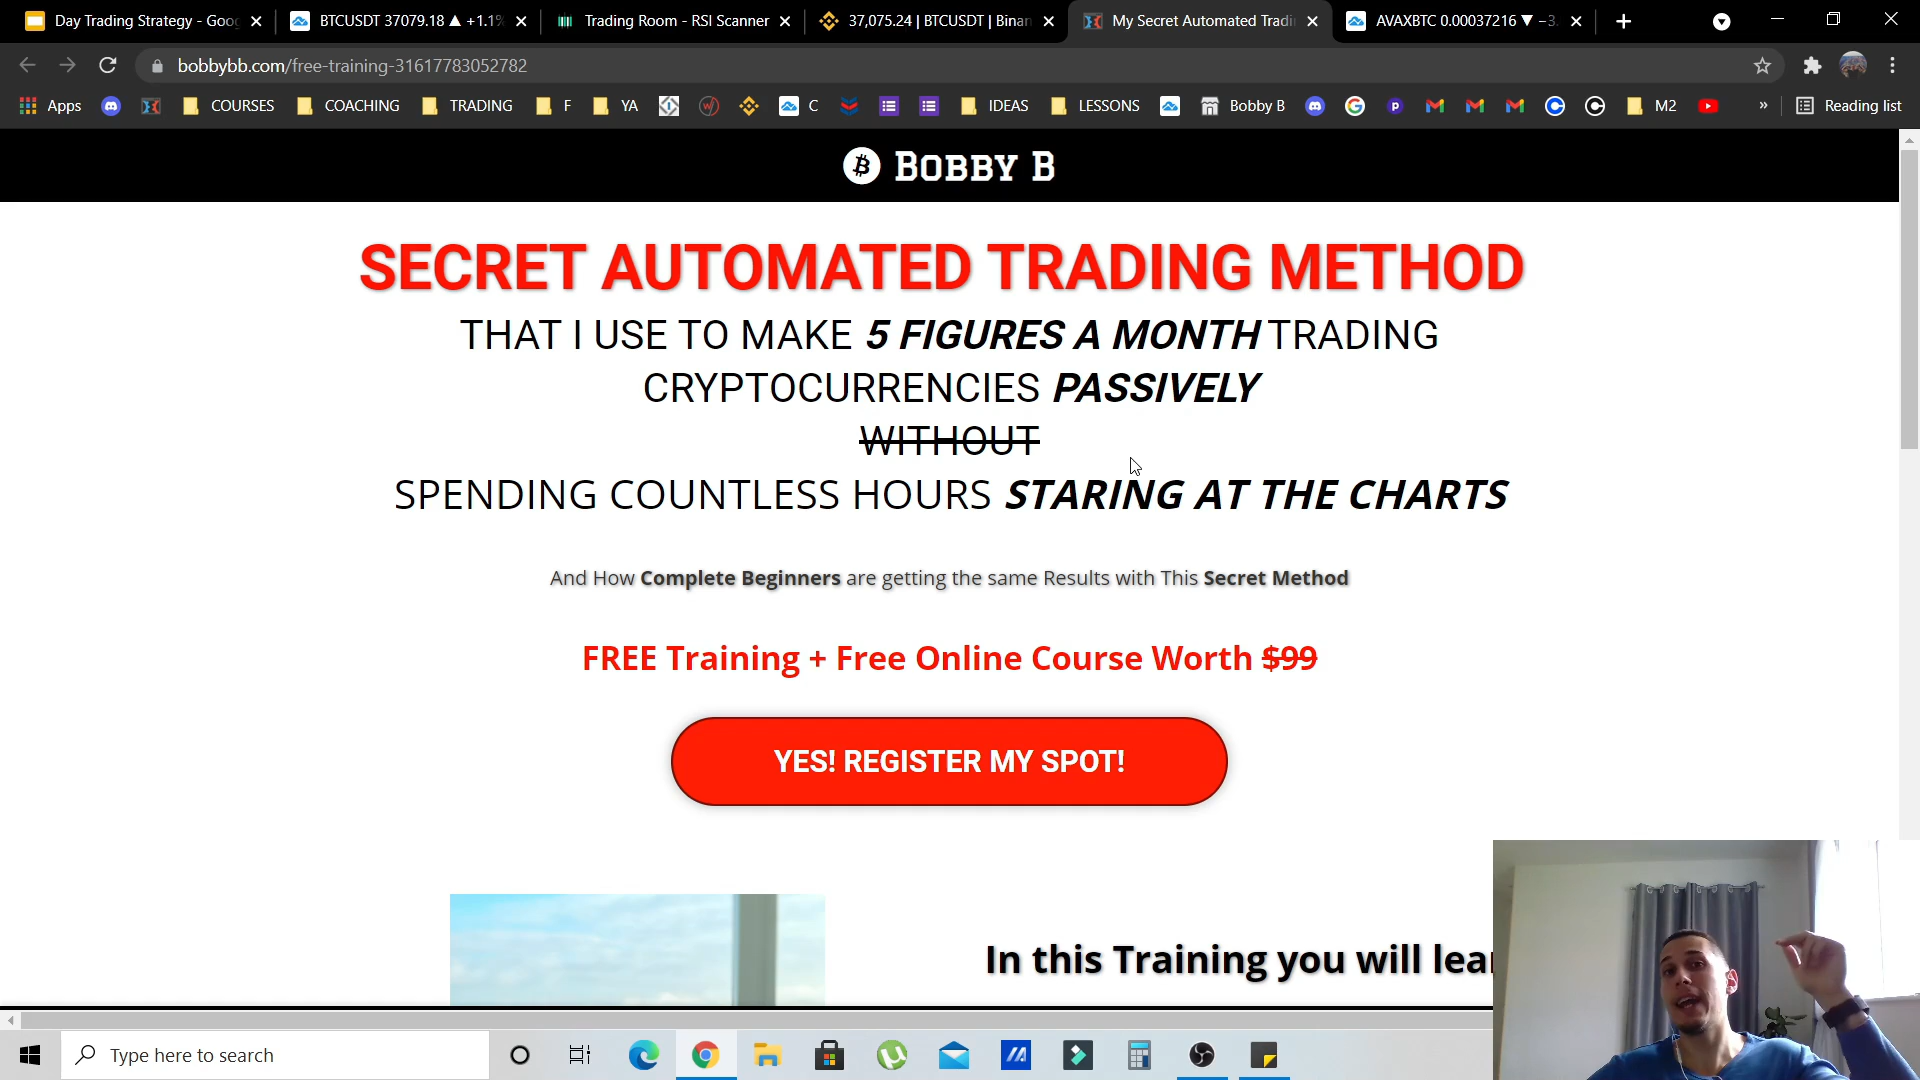 Day Trading Strategy - Goo
BTCUSDT 37079.18 ▲ +1.1%
Trading Room - RSI Scanner
37,075.24 | BTCUSDT | Binan
My Secret Automated Tradi
AVAXBTC 0.00037216 ▼ −3.
bobbybb.com/free-training-31617783052782
Apps
COURSES
COACHING
TRADING
F
YA
C
IDEAS
LESSONS
Bobby B
M2
»
Reading list
BOBBY B
SECRET AUTOMATED TRADING METHOD
THAT I USE TO MAKE 5 FIGURES A MONTH TRADING
CRYPTOCURRENCIES PASSIVELY
WITHOUT
SPENDING COUNTLESS HOURS STARING AT THE CHARTS
And How Complete Beginners are getting the same Results with This Secret Method
FREE Training + Free Online Course Worth $99
YES! REGISTER MY SPOT!
In this Training you will lear
Type here to search